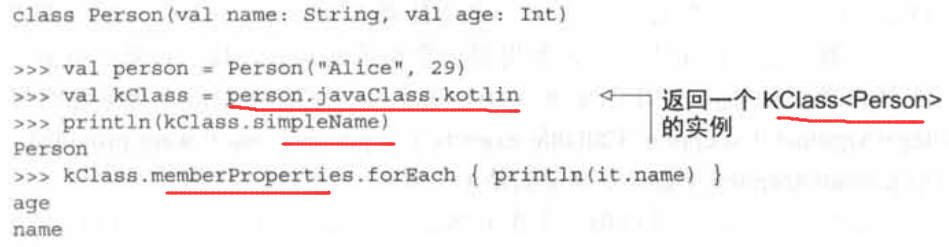 class Person(val name: String, val age: Int)
>>> val person = Person("Alice", 29)
>>> val kClass = person.javaClass.kotlin
返回一个 KClass<Person>
的实例
>>> println(kClass.simpleName)
Person
>>> kClass.memberProperties.forEach { println(it.name) }
age
name